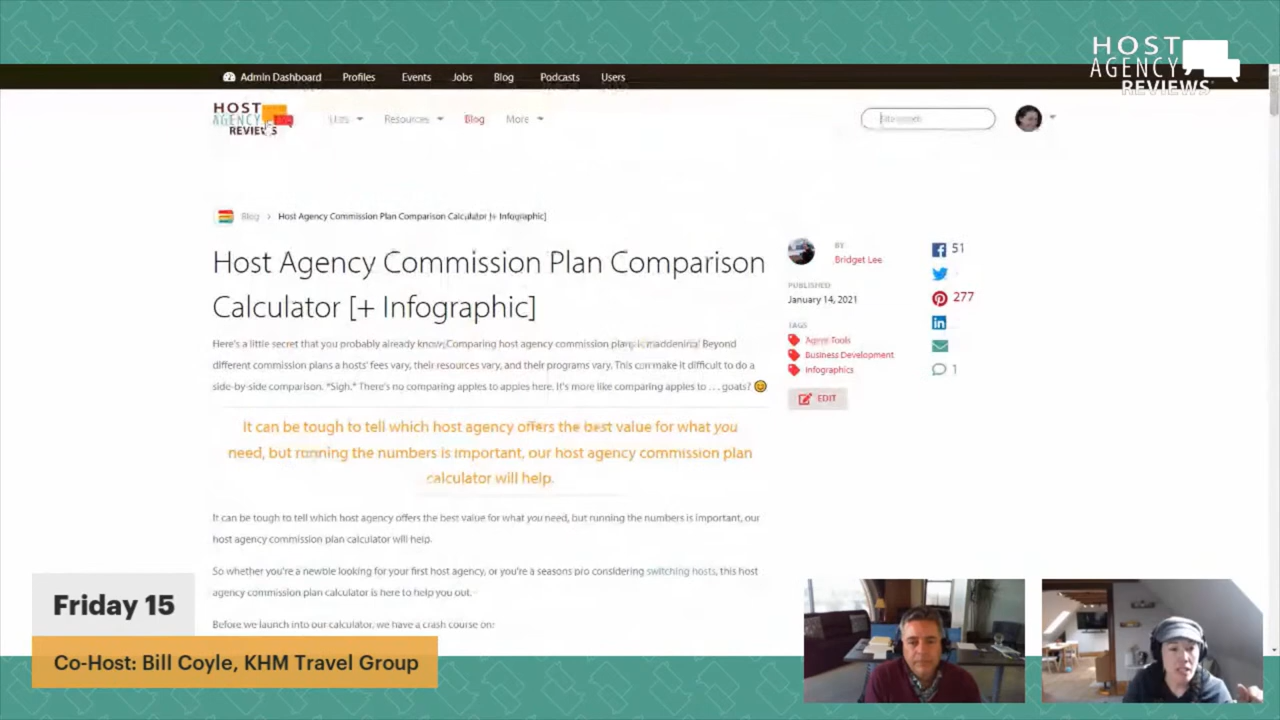 HOST
AGENCY
REVIEWS
Admin Dashboard Profiles Events Jobs Blog Podcasts Users
HOST
AGENCY
REVIEWS
Lists Resources Blog More Site search
Blog > Host Agency Commission Plan Comparison Calculator [+ Infographic]
Host Agency Commission Plan Comparison
Calculator [+ Infographic]
BY
Bridget Lee
PUBLISHED
January 14, 2021
TAGS
Agent Tools
Business Development
Infographics
EDIT
51
277
1
Here's a little secret that you probably already know: Comparing host agency commission plans is maddening! Beyond
different commission plans a hosts' fees vary, their resources vary, and their programs vary. This can make it difficult to do a
side-by-side comparison. *Sigh.* There's no comparing apples to apples here. It's more like comparing apples to . . . goats?
It can be tough to tell which host agency offers the best value for what you
need, but running the numbers is important, our host agency commission plan
calculator will help.
It can be tough to tell which host agency offers the best value for what you need, but running the numbers is important, our
host agency commission plan calculator will help.
So whether you're a newbie looking for your first host agency, or you're a seasons pro considering switching hosts, this host
agency commission plan calculator is here to help you out.
Before we launch into our calculator, we have a crash course on:
Friday 15
Co-Host: Bill Coyle, KHM Travel Group